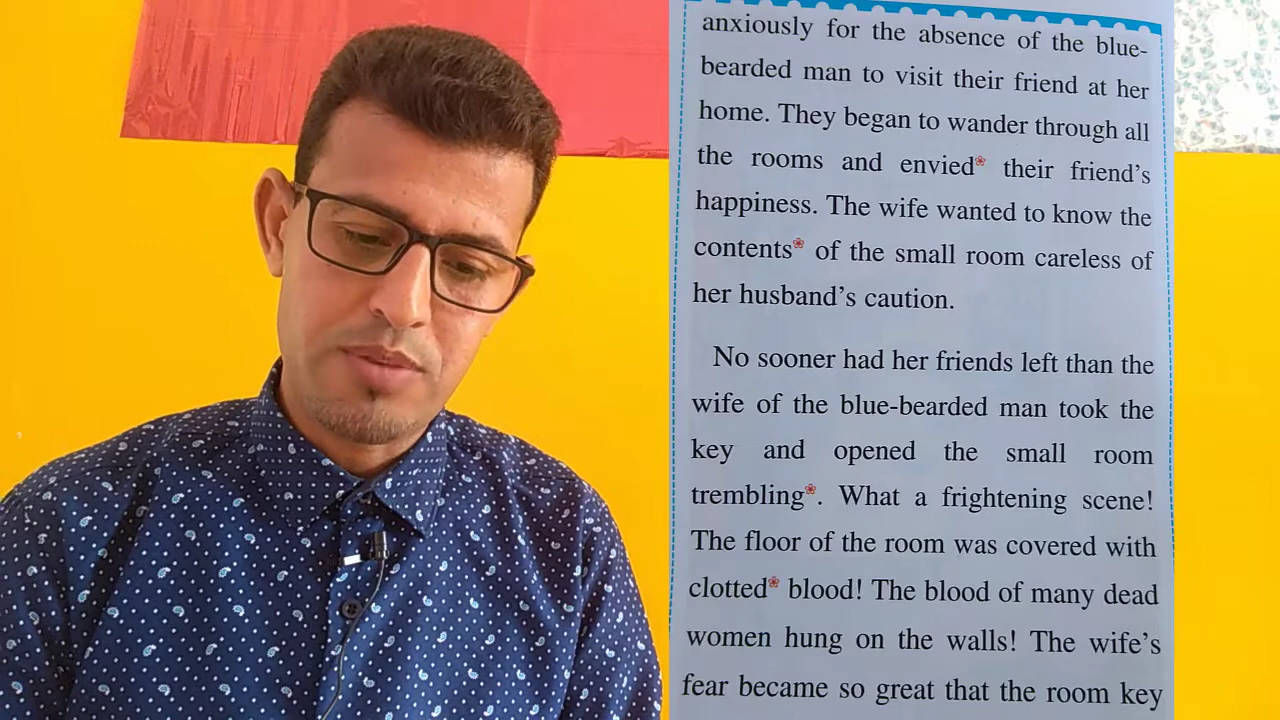 anxiously for the absence of the blue-
bearded man to visit their friend at her
home. They began to wander through all
the rooms and envied their friend's
happiness. The wife wanted to know the
contents of the small room careless of
her husband's caution.
No sooner had her friends left than the
wife of the blue-bearded man took the
key and opened the small room
trembling. What a frightening scene!
The floor of the room was covered with
clotted blood! The blood of many dead
women hung on the walls! The wife's
fear became so great that the room key